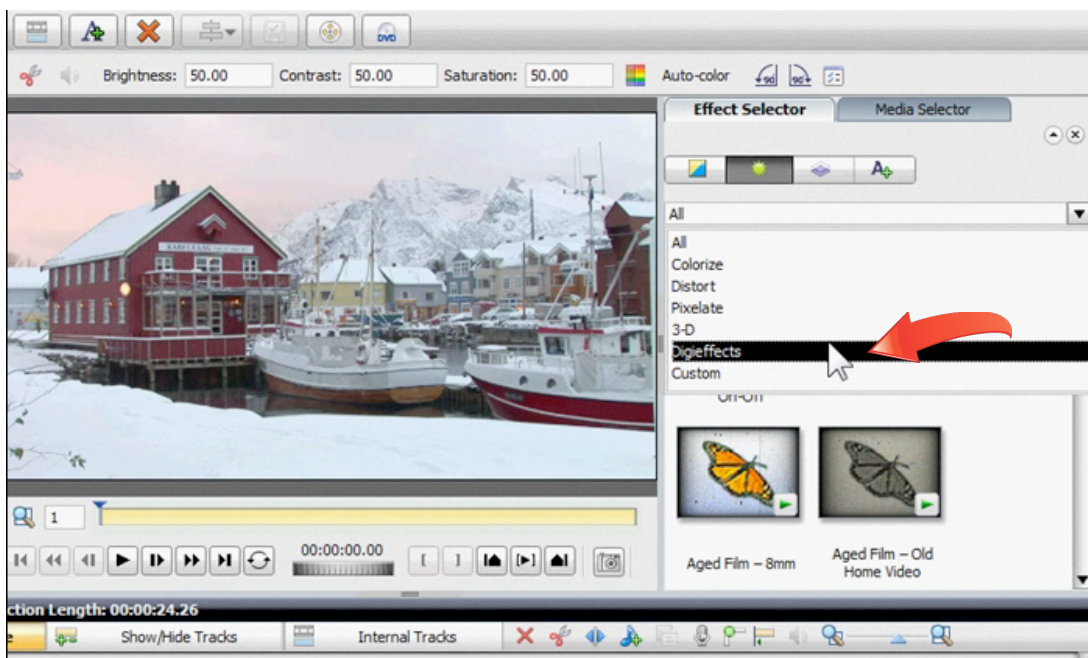 DVD
Brightness: 50.00 Contrast: 50.00 Saturation: 50.00 Auto-color 90 90
Effect Selector Media Selector
All
All
Colorize
Distort
Pixelate
3-D
Digieffects
Custom
On-Off
Aged Film – 8mm
Aged Film – Old
Home Video
1
00:00:00.00
ction Length: 00:00:24.26
e Show/Hide Tracks Internal Tracks